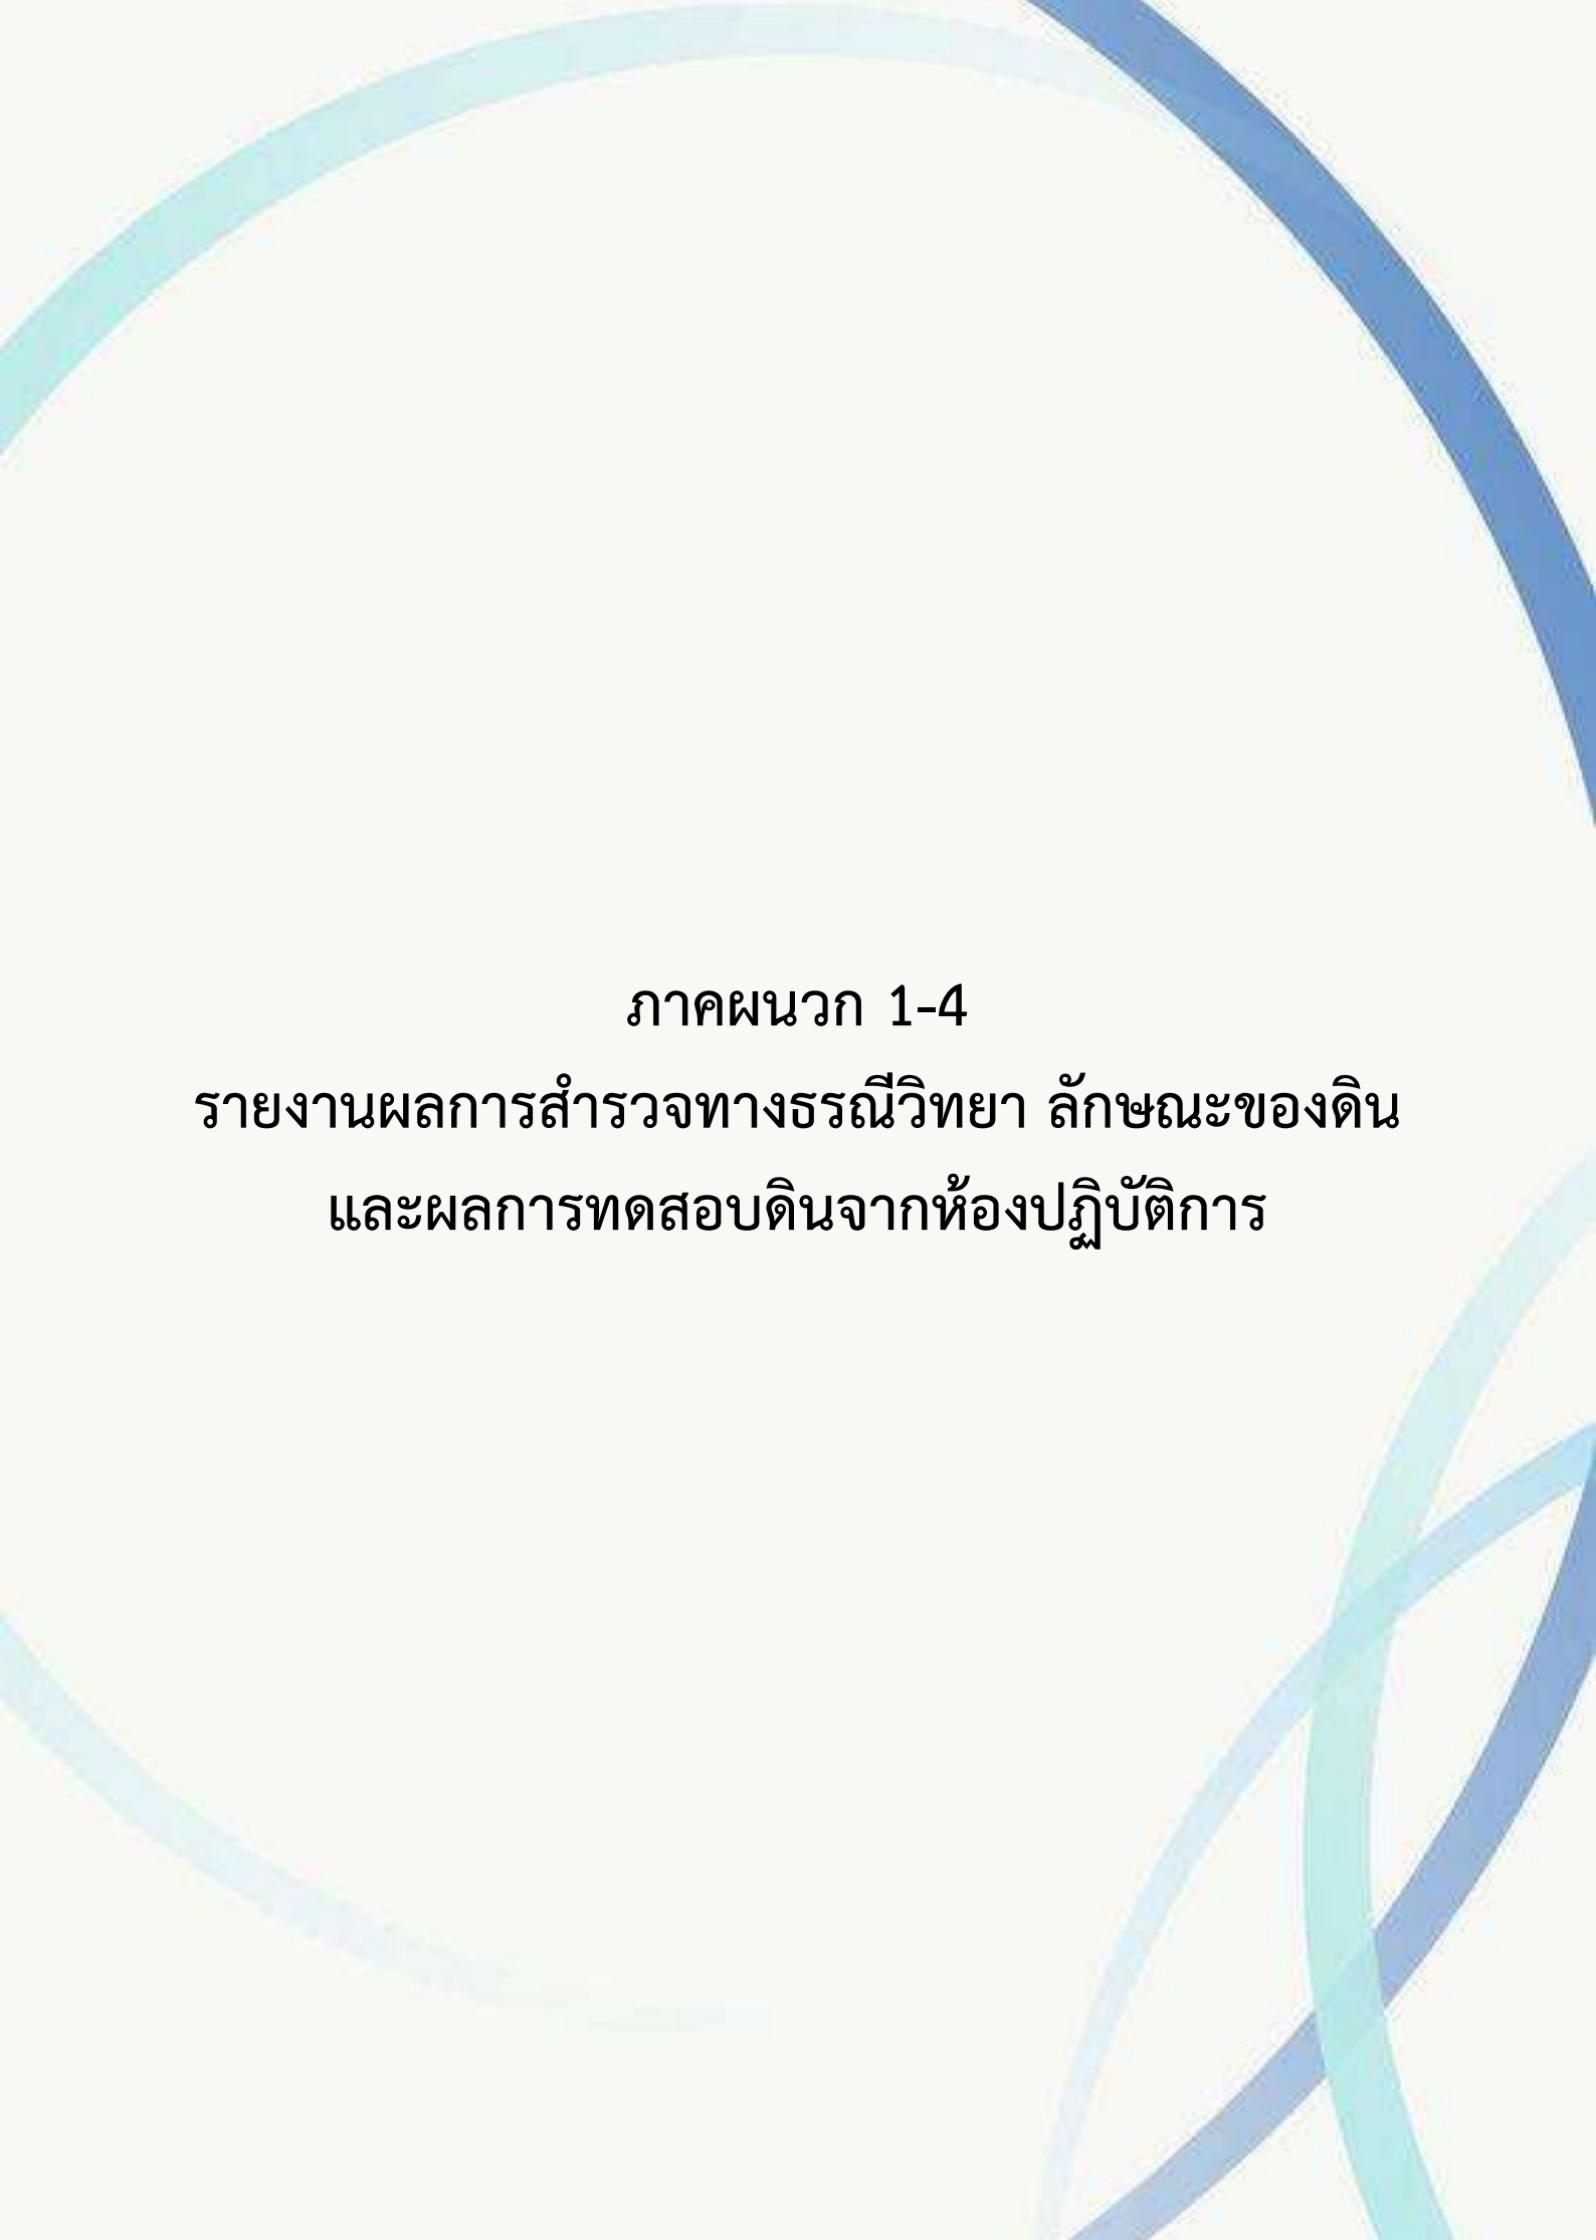 ภาคผนวก 1-4
รายงานผลการสำรวจทางธรณีวิทยา ลักษณะของดิน
และผลการทดสอบดินจากห้องปฏิบัติการ